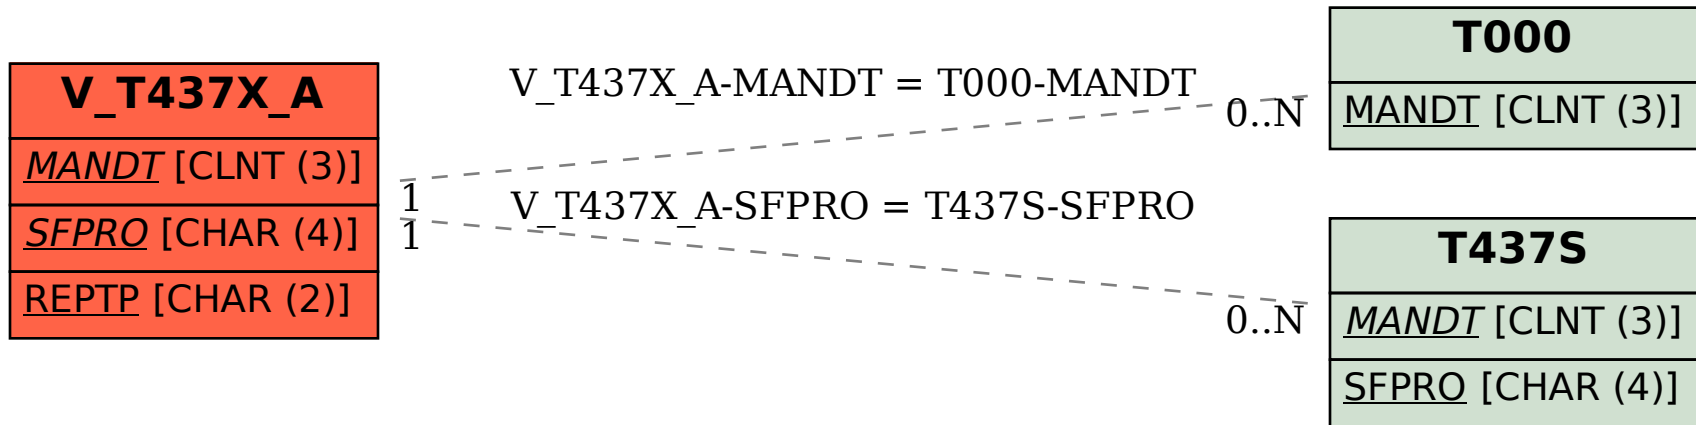 V_T437X_A
MANDT [CLNT (3)]
SFPRO [CHAR (4)]
REPTP [CHAR (2)]
V_T437X_A-MANDT = T000-MANDT
0..N
1
V_T437X_A-SFPRO = T437S-SFPRO
1
0..N
T000
MANDT [CLNT (3)]
T437S
MANDT [CLNT (3)]
SFPRO [CHAR (4)]